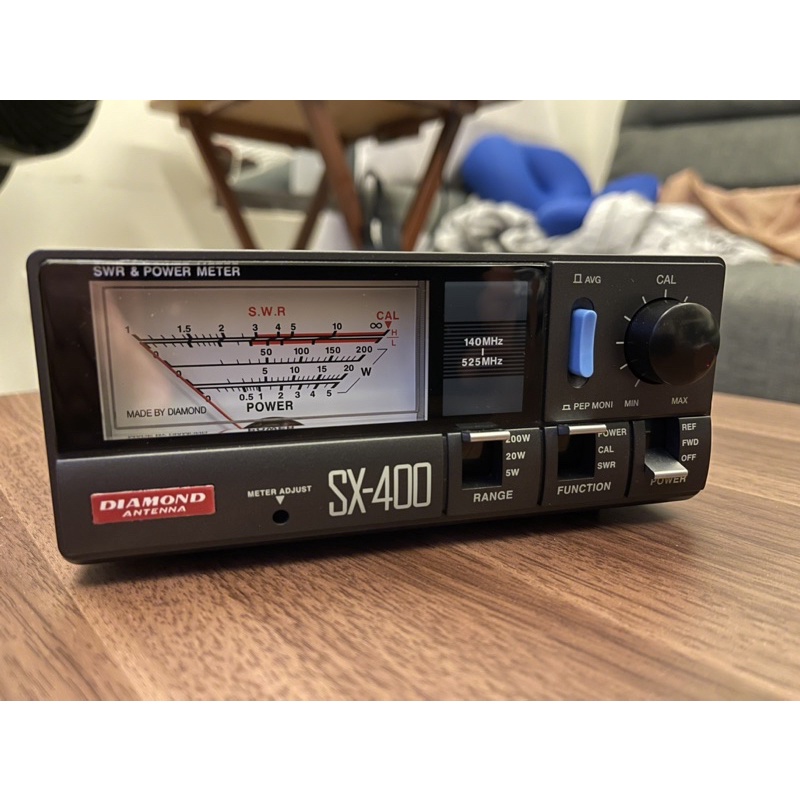 SWR & POWER METER
S.W.R
CAL
1 1.5 2 3 4 5 10 ∞
H
L
50 100 150 200
5 10 15 20
W
0.5 1 2 3 4 5
POWER
MADE BY DIAMOND
140MHz
525MHz
AVG
PEP MONI
CAL
MIN
MAX
200W
20W
5W
RANGE
POWER
CAL
SWR
FUNCTION
REF
FWD
OFF
POWER
DIAMOND
ANTENNA
METER ADJUST
SX-400